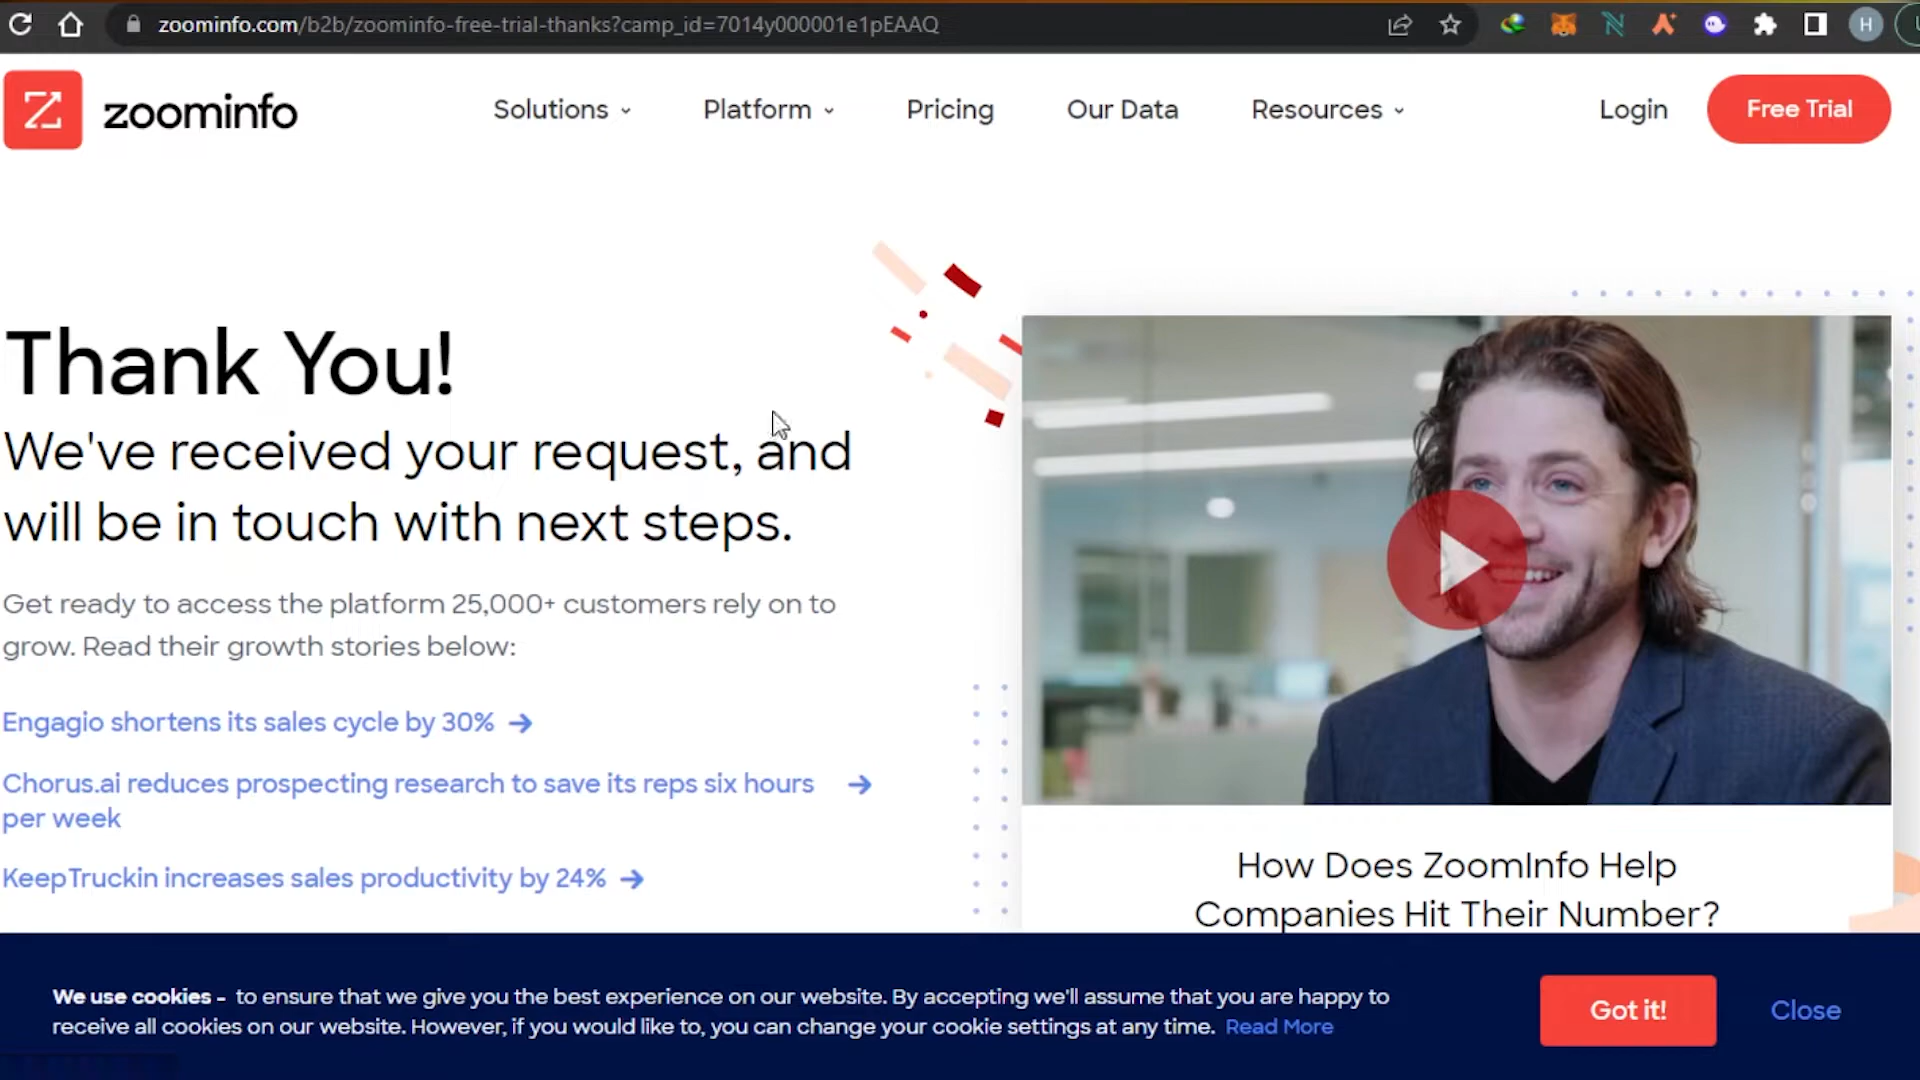 zoominfo.com/b2b/zoominfo-free-trial-thanks?camp_id=7014y000001e1pEAAQ
H
zoominfo
Solutions
Platform
Pricing
Our Data
Resources
Login
Free Trial
Thank You!
We've received your request, and
will be in touch with next steps.
Get ready to access the platform 25,000+ customers rely on to
grow. Read their growth stories below:
Engagio shortens its sales cycle by 30%
Chorus.ai reduces prospecting research to save its reps six hours
per week
KeepTruckin increases sales productivity by 24%
How Does ZoomInfo Help
Companies Hit Their Number?
We use cookies - to ensure that we give you the best experience on our website. By accepting we'll assume that you are happy to
receive all cookies on our website. However, if you would like to, you can change your cookie settings at any time. Read More
Got it!
Close